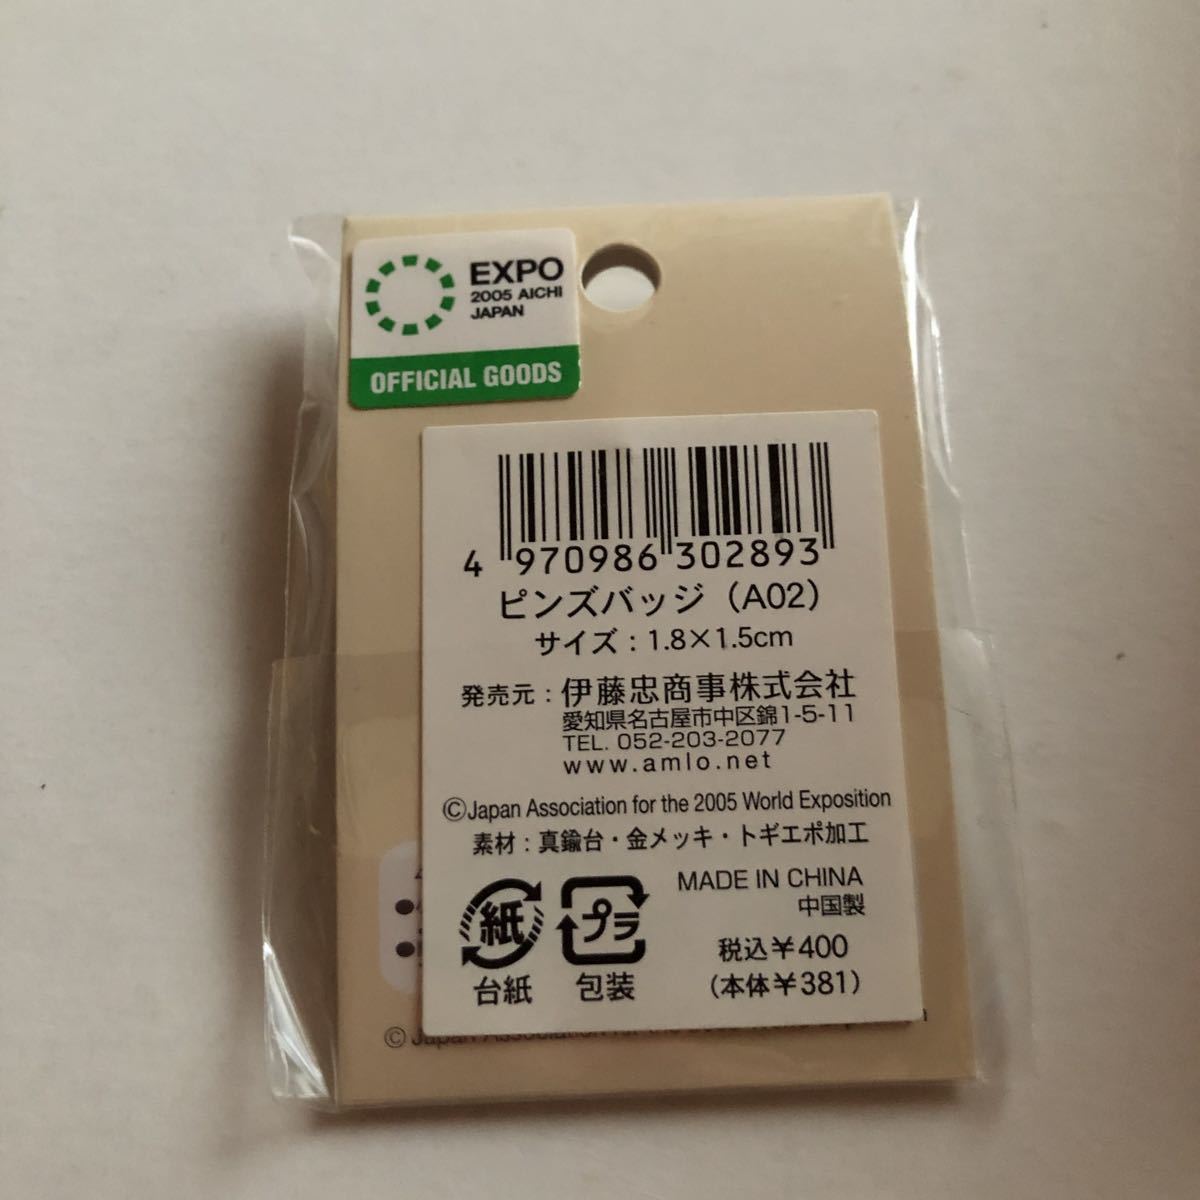 EXPO
2005 AICHI
JAPAN
OFFICIAL GOODS
4 970986 302893
ピンズバッジ（A02）
サイズ：1.8×1.5cm
発売元：伊藤忠商事株式会社
愛知県名古屋市中区錦1-5-11
TEL. 052-203-2077
www.amlo.net
©Japan Association for the 2005 World Exposition
素材：真鍮台・金メッキ・トギエポ加工
MADE IN CHINA
中国製
紙
台紙
プラ
包装
税込￥400
（本体￥381）
© Japan Association for